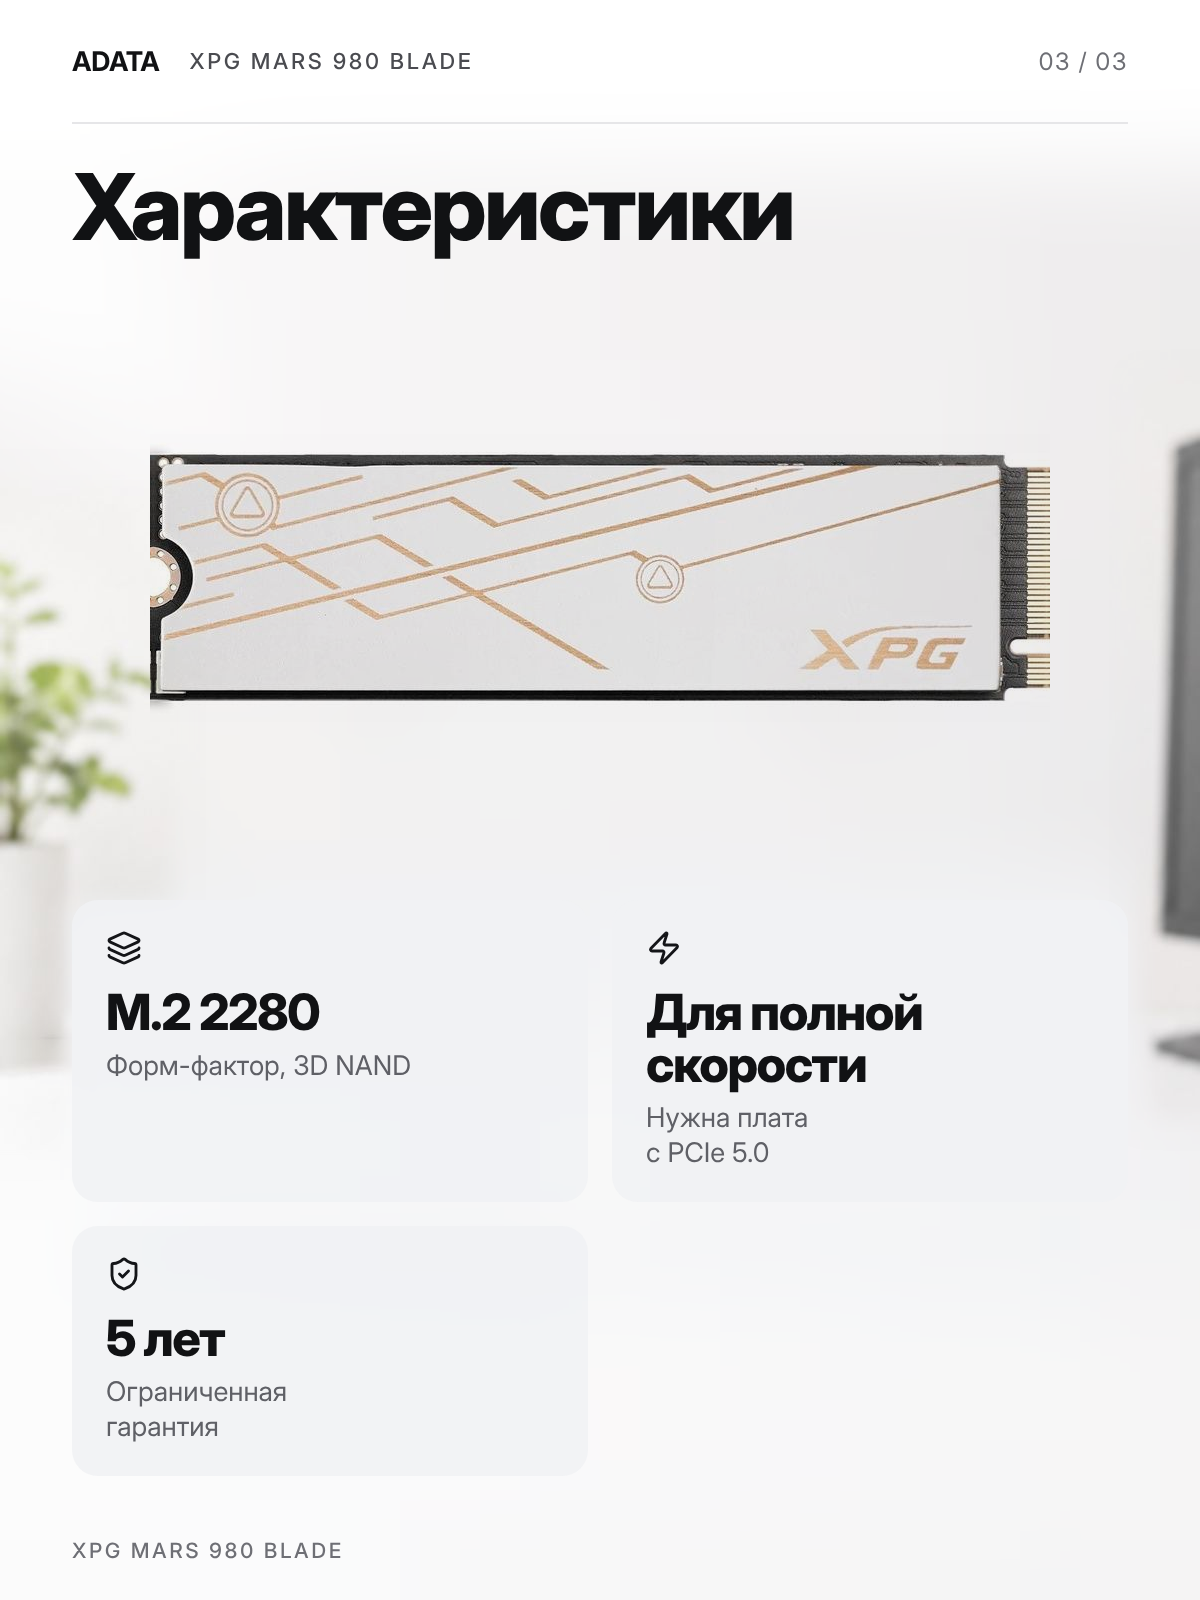 ADATA XPG MARS 980 BLADE 03 / 03
Характеристики
XPG
M.2 2280
Форм-фактор, 3D NAND
Для полной
скорости
Нужна плата
с PCIe 5.0
5 лет
Ограниченная
гарантия
XPG MARS 980 BLADE